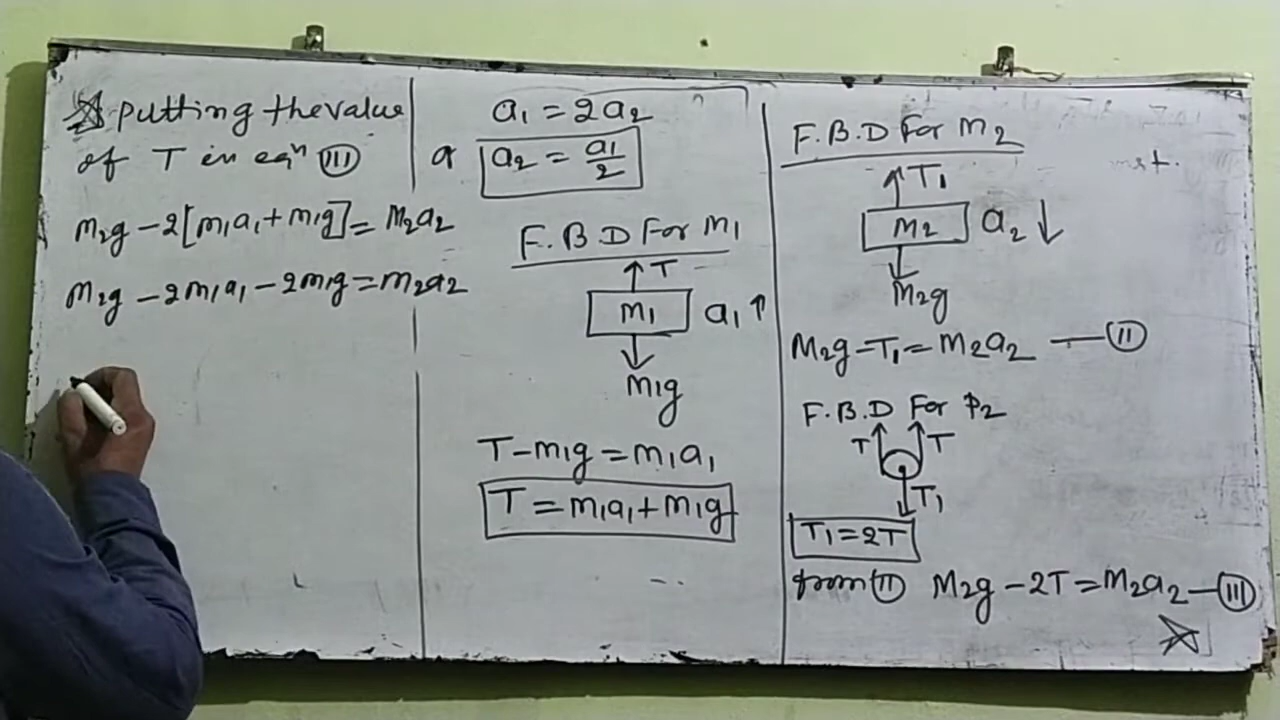 Putting the value
of T in eqⁿ (III)
m₂g - 2[m₁a₁ + m₁g] = M₂a₂
m₂g - 2m₁a₁ - 2m₁g = m₂a₂
a₁ = 2a₂
or a₂ = a₁/2
F.B.D For m₁
T
m₁ a₁ ↑
m₁g
T - m₁g = m₁a₁
T = m₁a₁ + m₁g
F.B.D For M₂
T₁
M₂ a₂ ↓
M₂g
M₂g - T₁ = M₂a₂ — (II)
F.B.D For P₂
T T
T₁
T₁ = 2T
from (II) M₂g - 2T = M₂a₂ — (III)